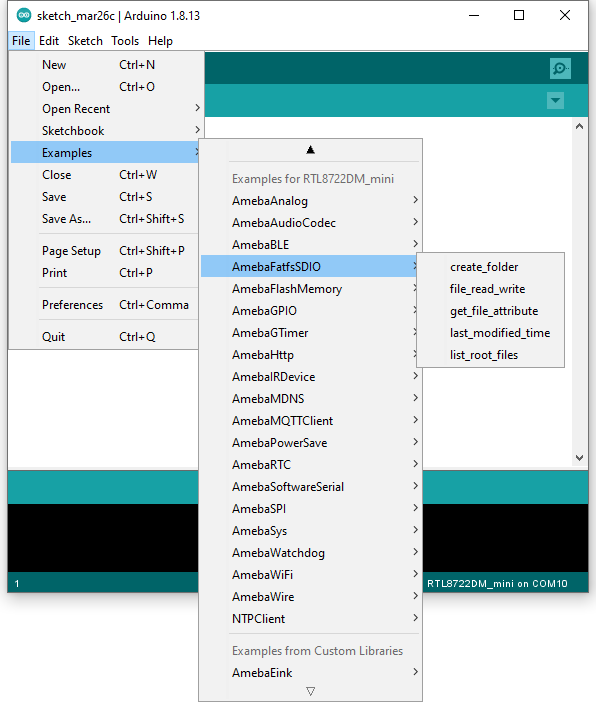 sketch_mar26c | Arduino 1.8.13
File Edit Sketch Tools Help
New Ctrl+N
Open... Ctrl+O
Open Recent
Sketchbook
Examples
Close Ctrl+W
Save Ctrl+S
Save As... Ctrl+Shift+S
Page Setup Ctrl+Shift+P
Print Ctrl+P
Preferences Ctrl+Comma
Quit Ctrl+Q
Examples for RTL8722DM_mini
AmebaAnalog
AmebaAudioCodec
AmebaBLE
AmebaFatfsSDIO
AmebaFlashMemory
AmebaGPIO
AmebaGTimer
AmebaHttp
AmebaIRDevice
AmebaMDNS
AmebaMQTTClient
AmebaPowerSave
AmebaRTC
AmebaSoftwareSerial
AmebaSPI
AmebaSys
AmebaWatchdog
AmebaWiFi
AmebaWire
NTPClient
Examples from Custom Libraries
AmebaEink
create_folder
file_read_write
get_file_attribute
last_modified_time
list_root_files
1
RTL8722DM_mini on COM10